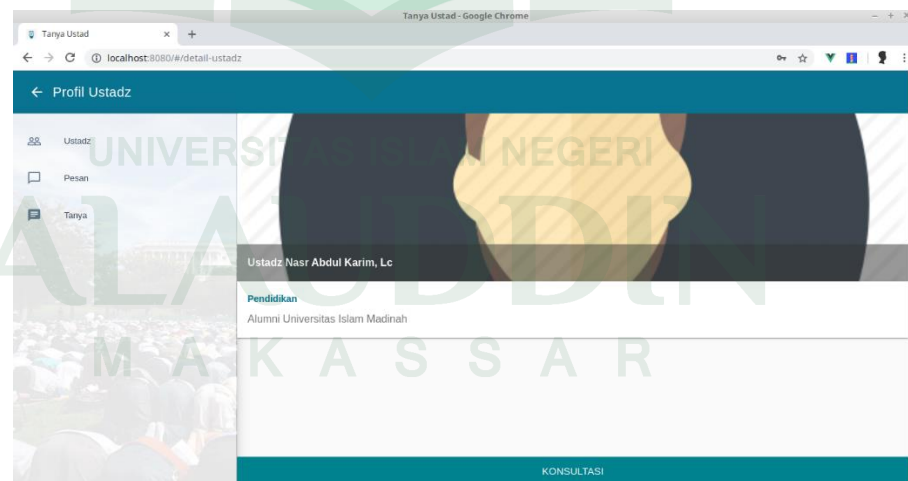 Tanya Ustad - Google Chrome
Tanya Ustad
localhost:8080/#/detail-ustadz
Profil Ustadz
Ustadz
Pesan
Tanya
UNIVERSITAS ISLAM NEGERI
ALAUDDIN
MAKASSAR
Ustadz Nasr Abdul Karim, Lc
Pendidikan
Alumni Universitas Islam Madinah
KONSULTASI